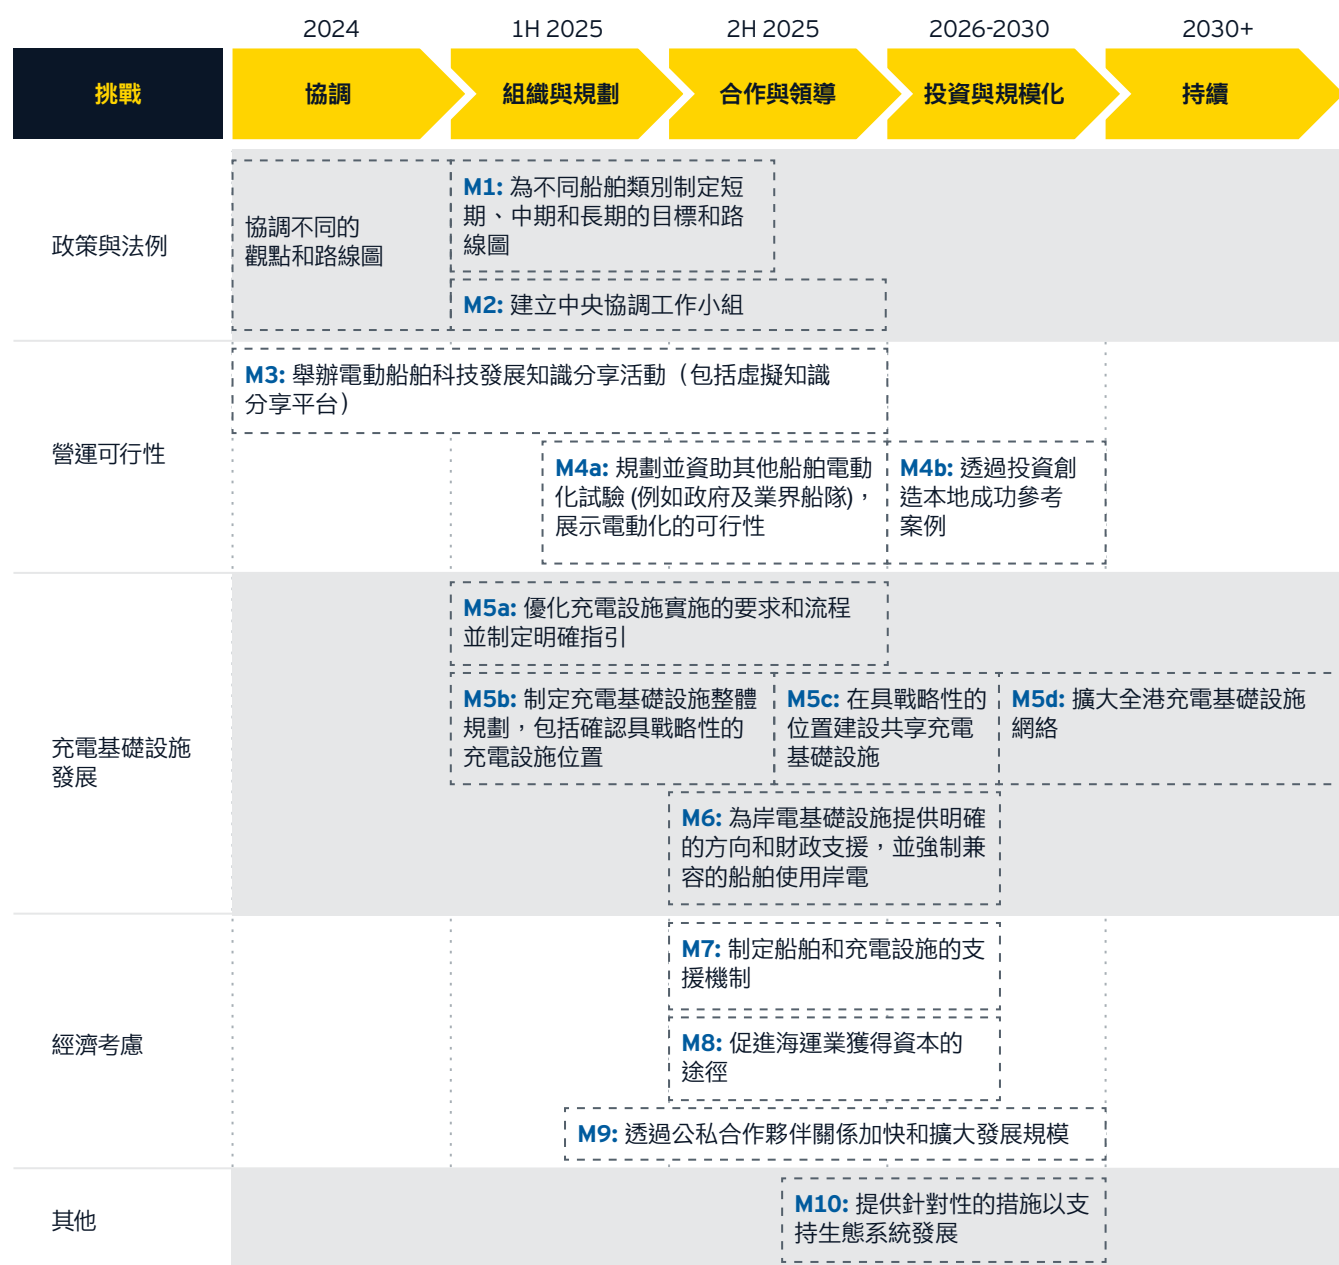 2024
1H 2025
2H 2025
2026-2030
2030+
挑戰
協調
組織與規劃
合作與領導
投資與規模化
持續
政策與法例
協調不同的
觀點和路線圖
M1: 為不同船舶類別制定短
期、中期和長期的目標和路
線圖
M2: 建立中央協調工作小組
營運可行性
M3: 舉辦電動船舶科技發展知識分享活動（包括虛擬知識
分享平台）
M4a: 規劃並資助其他船舶電動
化試驗 (例如政府及業界船隊)，
展示電動化的可行性
M4b: 透過投資創
造本地成功參考
案例
充電基礎設施
發展
M5a: 優化充電設施實施的要求和流程
並制定明確指引
M5b: 制定充電基礎設施整體
規劃，包括確認具戰略性的
充電設施位置
M5c: 在具戰略性的
位置建設共享充電
基礎設施
M5d: 擴大全港充電基礎設施
網絡
M6: 為岸電基礎設施提供明確
的方向和財政支援，並強制兼
容的船舶使用岸電
經濟考慮
M7: 制定船舶和充電設施的支
援機制
M8: 促進海運業獲得資本的
途徑
M9: 透過公私合作夥伴關係加快和擴大發展規模
其他
M10: 提供針對性的措施以支
持生態系統發展